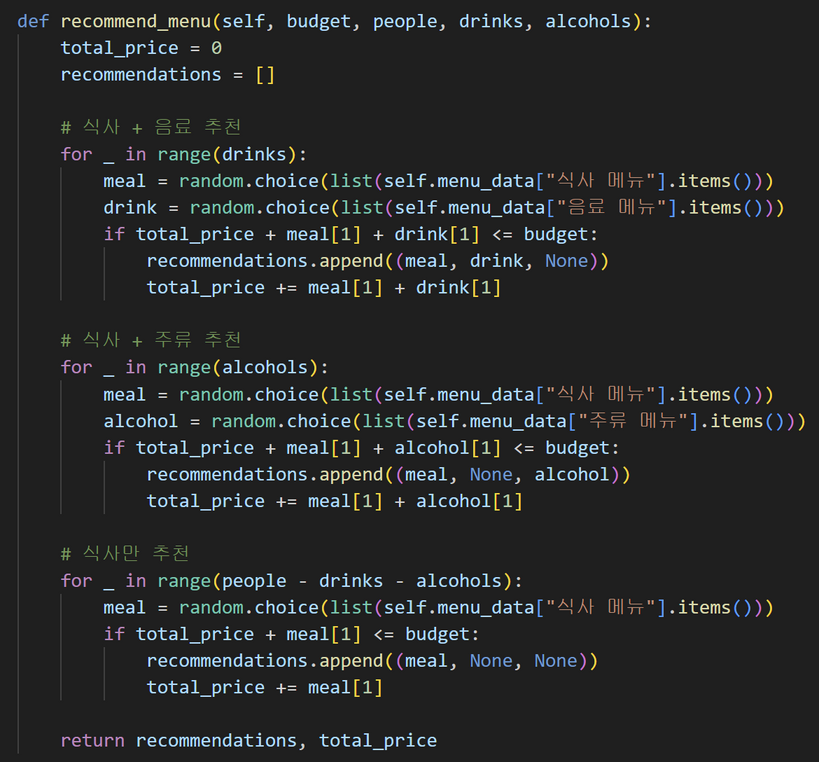 def recommend_menu(self, budget, people, drinks, alcohols):
    total_price = 0
    recommendations = []

    # 식사 + 음료 추천
    for _ in range(drinks):
        meal = random.choice(list(self.menu_data["식사 메뉴"].items()))
        drink = random.choice(list(self.menu_data["음료 메뉴"].items()))
        if total_price + meal[1] + drink[1] <= budget:
            recommendations.append((meal, drink, None))
            total_price += meal[1] + drink[1]

    # 식사 + 주류 추천
    for _ in range(alcohols):
        meal = random.choice(list(self.menu_data["식사 메뉴"].items()))
        alcohol = random.choice(list(self.menu_data["주류 메뉴"].items()))
        if total_price + meal[1] + alcohol[1] <= budget:
            recommendations.append((meal, None, alcohol))
            total_price += meal[1] + alcohol[1]

    # 식사만 추천
    for _ in range(people - drinks - alcohols):
        meal = random.choice(list(self.menu_data["식사 메뉴"].items()))
        if total_price + meal[1] <= budget:
            recommendations.append((meal, None, None))
            total_price += meal[1]

    return recommendations, total_price